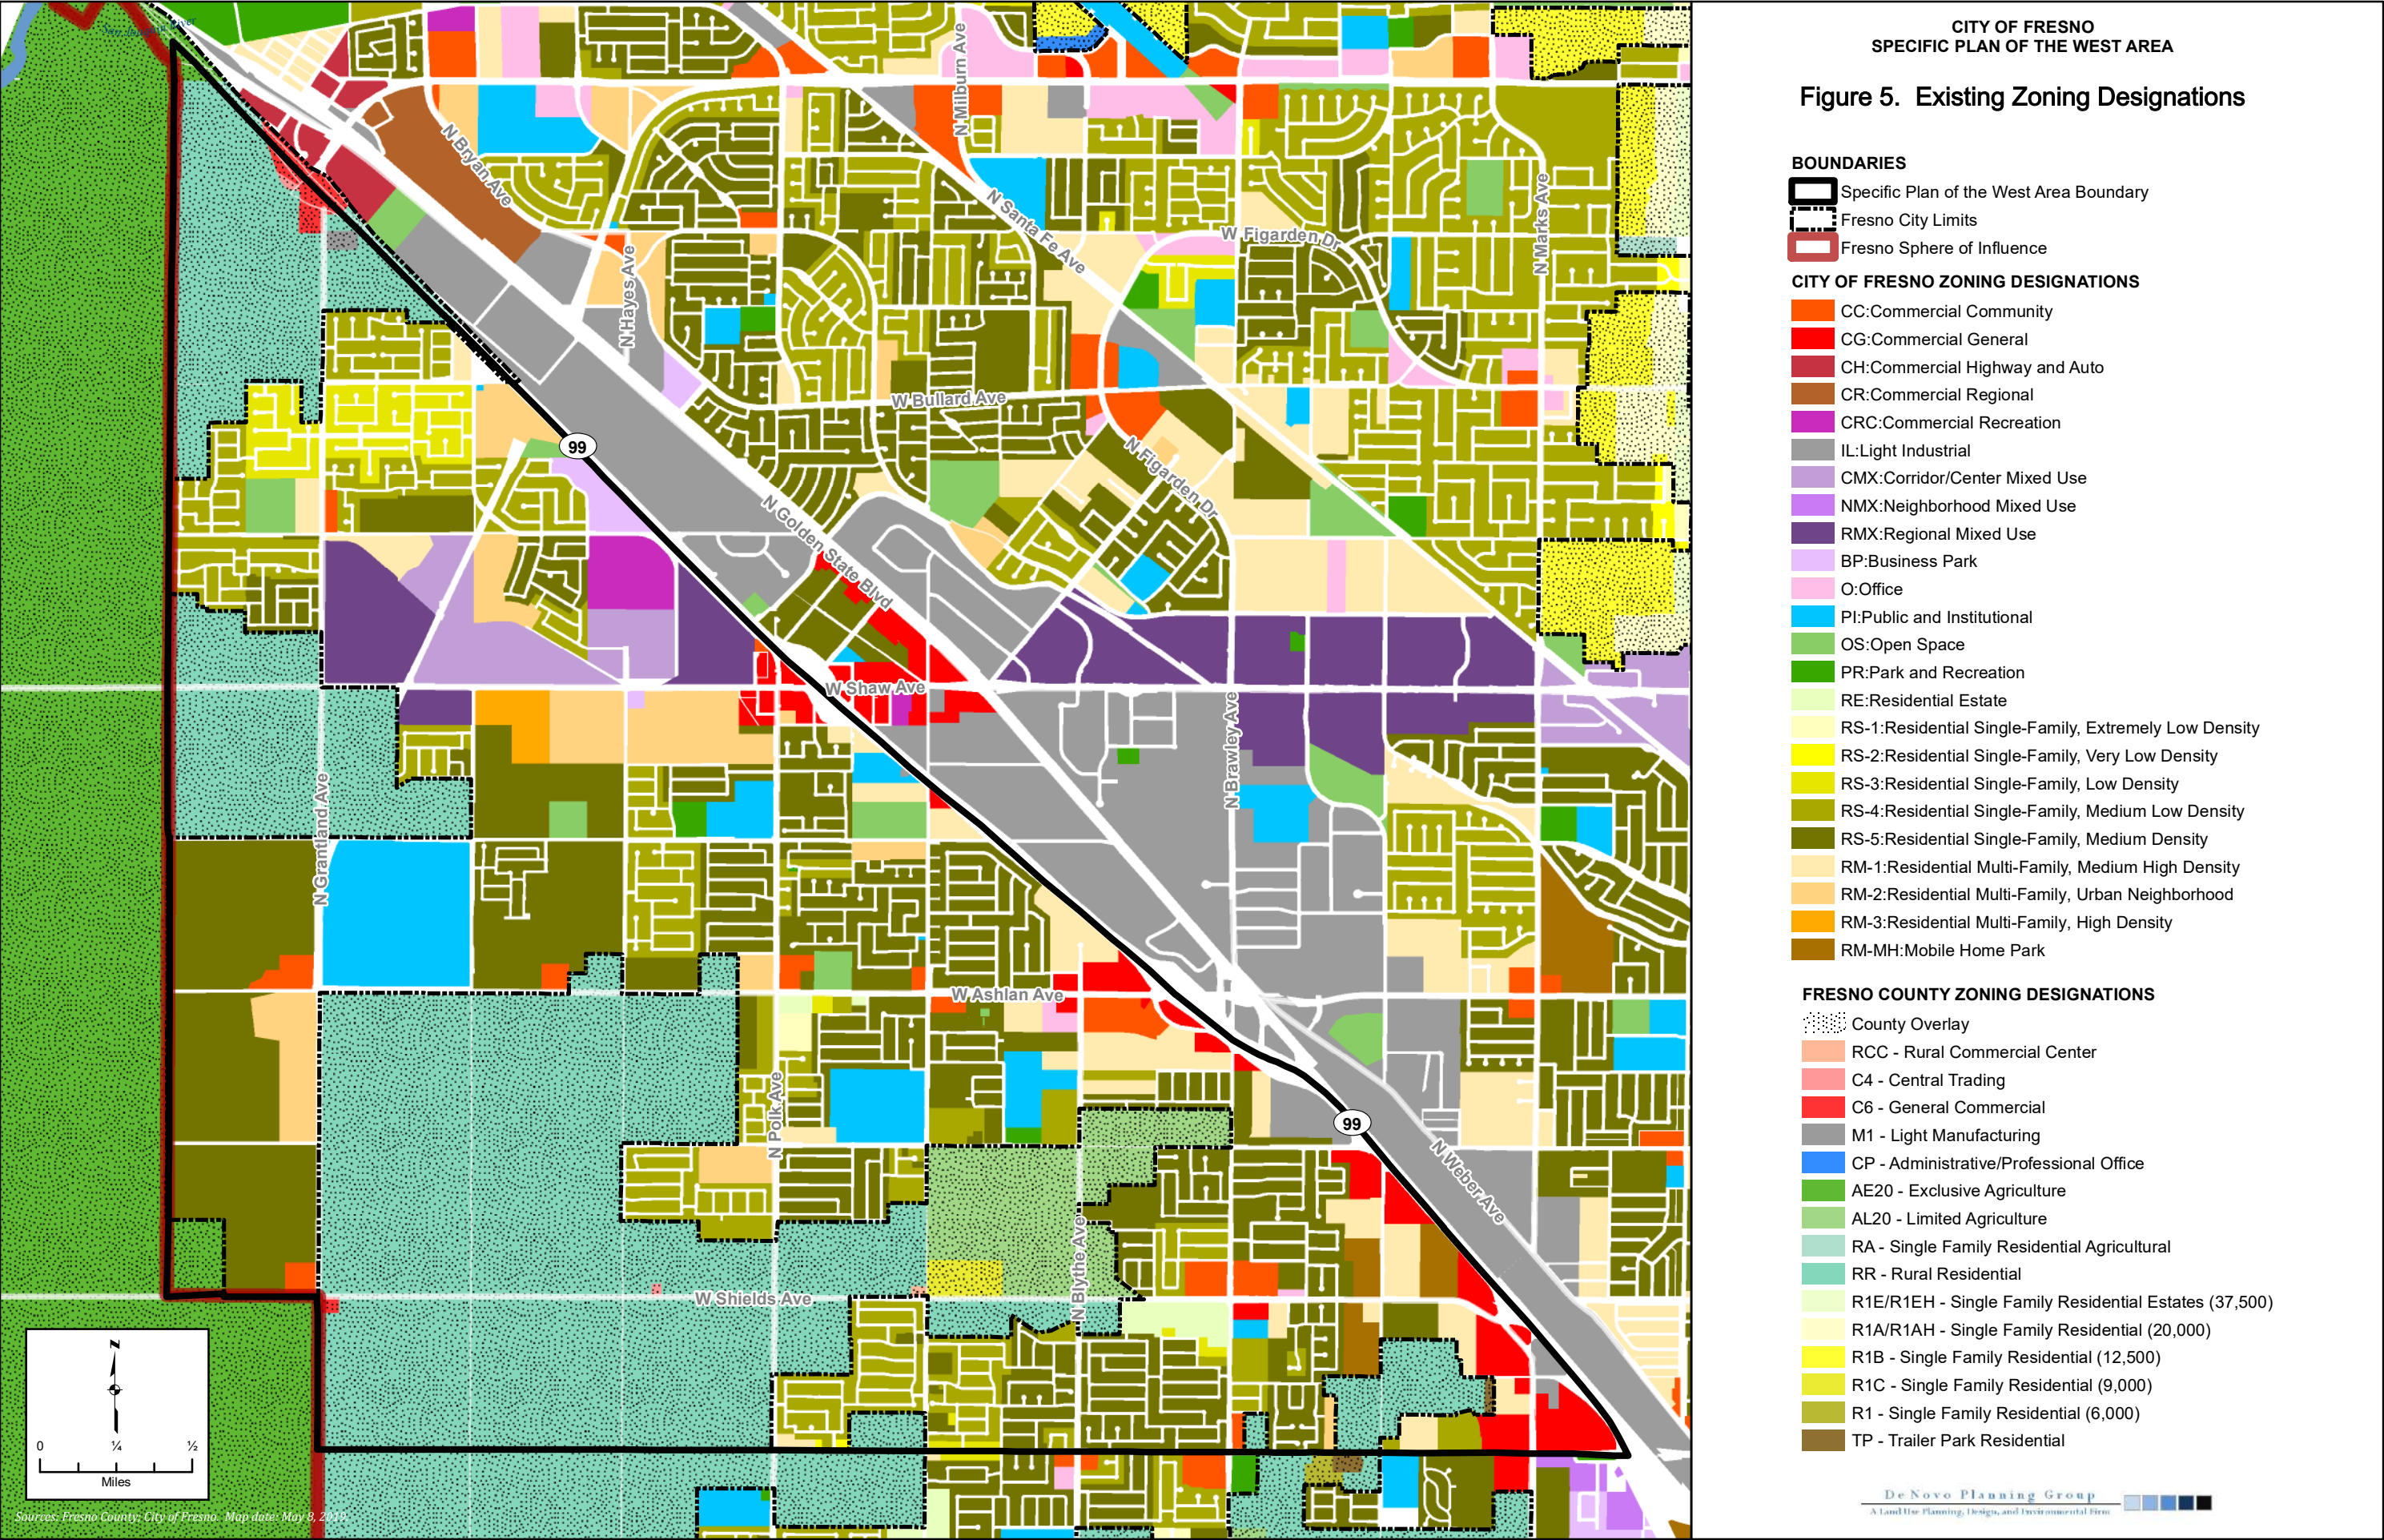 CITY OF FRESNO
SPECIFIC PLAN OF THE WEST AREA
Figure 5. Existing Zoning Designations
BOUNDARIES
Specific Plan of the West Area Boundary
Fresno City Limits
Fresno Sphere of Influence
CITY OF FRESNO ZONING DESIGNATIONS
CC:Commercial Community
CG:Commercial General
CH:Commercial Highway and Auto
CR:Commercial Regional
CRC:Commercial Recreation
IL:Light Industrial
CMX:Corridor/Center Mixed Use
NMX:Neighborhood Mixed Use
RMX:Regional Mixed Use
BP:Business Park
O:Office
PI:Public and Institutional
OS:Open Space
PR:Park and Recreation
RE:Residential Estate
RS-1:Residential Single-Family, Extremely Low Density
RS-2:Residential Single-Family, Very Low Density
RS-3:Residential Single-Family, Low Density
RS-4:Residential Single-Family, Medium Low Density
RS-5:Residential Single-Family, Medium Density
RM-1:Residential Multi-Family, Medium High Density
RM-2:Residential Multi-Family, Urban Neighborhood
RM-3:Residential Multi-Family, High Density
RM-MH:Mobile Home Park
FRESNO COUNTY ZONING DESIGNATIONS
County Overlay
RCC - Rural Commercial Center
C4 - Central Trading
C6 - General Commercial
M1 - Light Manufacturing
CP - Administrative/Professional Office
AE20 - Exclusive Agriculture
AL20 - Limited Agriculture
RA - Single Family Residential Agricultural
RR - Rural Residential
R1E/R1EH - Single Family Residential Estates (37,500)
R1A/R1AH - Single Family Residential (20,000)
R1B - Single Family Residential (12,500)
R1C - Single Family Residential (9,000)
R1 - Single Family Residential (6,000)
TP - Trailer Park Residential
De Novo Planning Group
A Land Use Planning, Design, and Environmental Firm
N Milburn Ave
N Bryan Ave
N Santa Fe Ave
W Figarden Dr
N Marks Ave
N Hayes Ave
W Bullard Ave
99
N Figarden Dr
N Golden State Blvd
W Shaw Ave
N Brawley Ave
N Grantland Ave
W Ashlan Ave
N Polk Ave
99
N Weber Ave
N Blythe Ave
W Shields Ave
N
0 ¼ ½
Miles
Sources: Fresno County; City of Fresno. Map date: May 8,